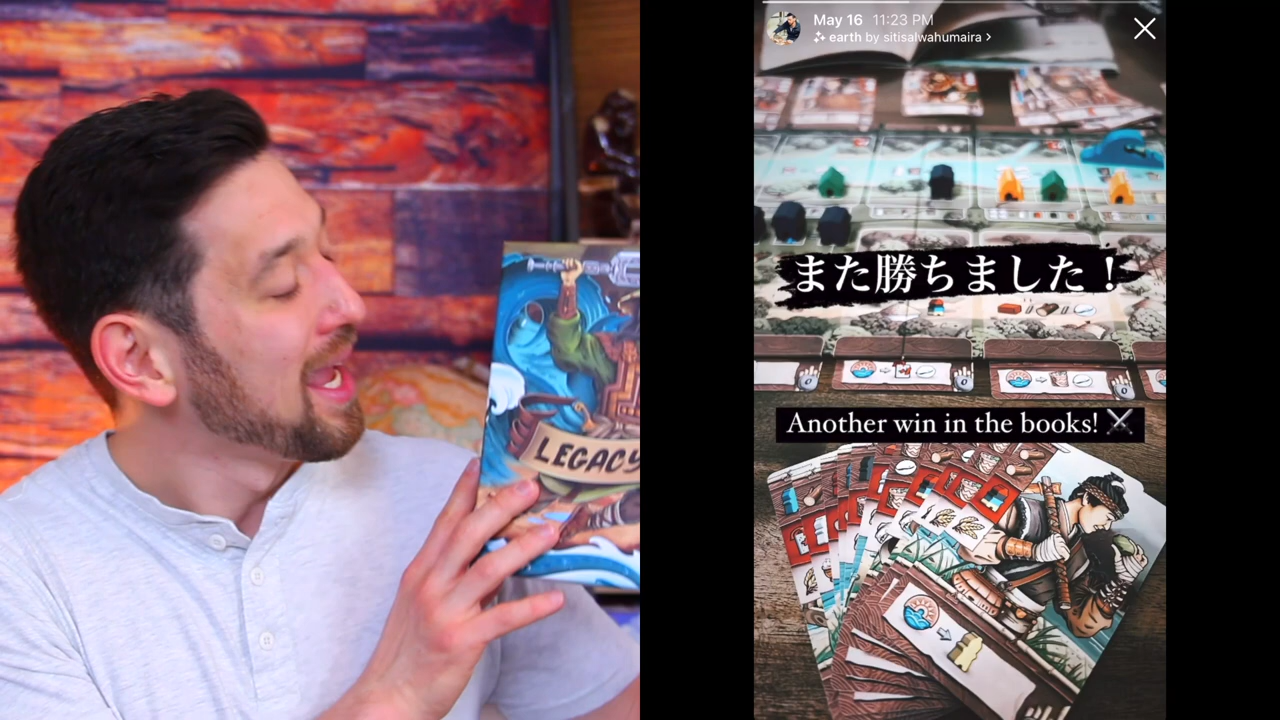 LEGACY
May 16 11:23 PM
earth by sitisalwahumaira >
また勝ちました！
Another win in the books! ⚔